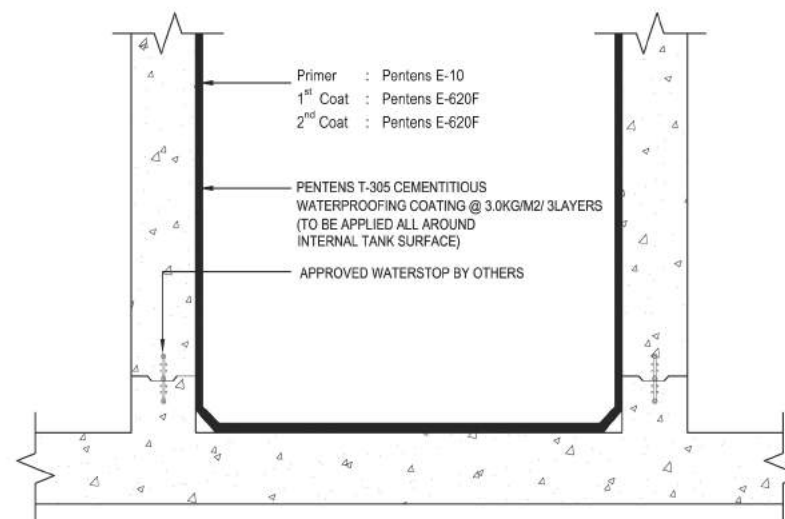 Primer : Pentens E-10
1st Coat : Pentens E-620F
2nd Coat : Pentens E-620F
PENTENS T-305 CEMENTITIOUS
WATERPROOFING COATING @ 3.0KG/M2/ 3LAYERS
(TO BE APPLIED ALL AROUND
INTERNAL TANK SURFACE)
APPROVED WATERSTOP BY OTHERS